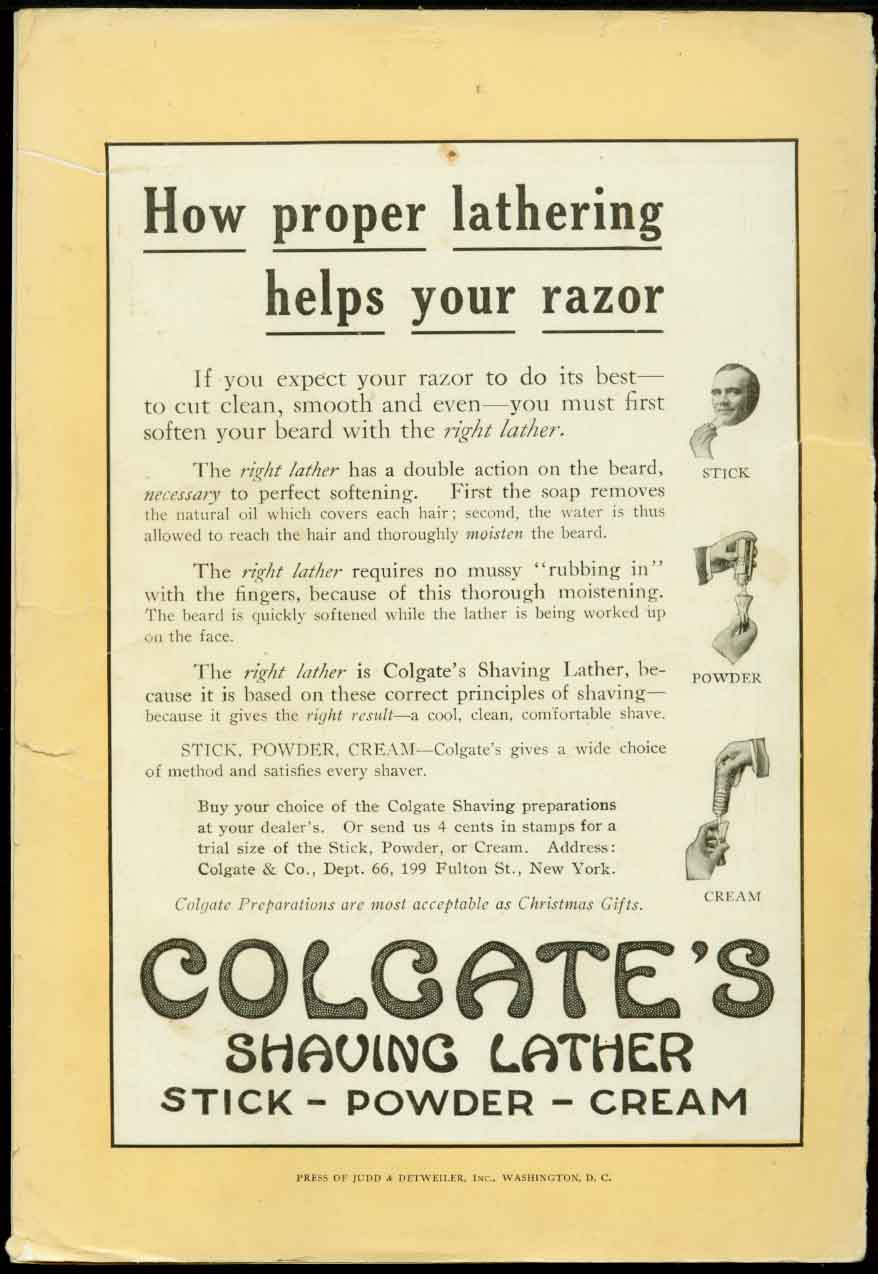 How proper lathering
helps your razor
If you expect your razor to do its best—
to cut clean, smooth and even—you must first
soften your beard with the right lather.
The right lather has a double action on the beard,
necessary to perfect softening. First the soap removes
the natural oil which covers each hair; second, the water is thus
allowed to reach the hair and thoroughly moisten the beard.
The right lather requires no mussy "rubbing in"
with the fingers, because of this thorough moistening.
The beard is quickly softened while the lather is being worked up
on the face.
The right lather is Colgate's Shaving Lather, be-
cause it is based on these correct principles of shaving—
because it gives the right result—a cool, clean, comfortable shave.
STICK, POWDER, CREAM—Colgate's gives a wide choice
of method and satisfies every shaver.
Buy your choice of the Colgate Shaving preparations
at your dealer's. Or send us 4 cents in stamps for a
trial size of the Stick, Powder, or Cream. Address:
Colgate & Co., Dept. 66, 199 Fulton St., New York.
Colgate Preparations are most acceptable as Christmas Gifts.
STICK
POWDER
CREAM
COLGATE'S
SHAVING LATHER
STICK - POWDER - CREAM
PRESS OF JUDD & DETWEILER, INC., WASHINGTON, D. C.